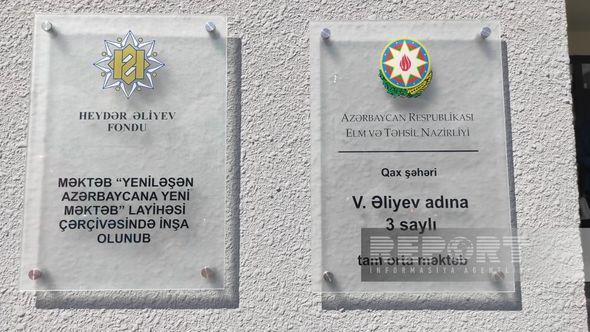 HEYDƏR ƏLİYEV
FONDU
MƏKTƏB “YENİLƏŞƏN
AZƏRBAYCANA YENİ
MƏKTƏB” LAYİHƏSİ
ÇƏRÇİVƏSİNDƏ İNŞA
OLUNUB
AZƏRBAYCAN RESPUBLİKASI
ELM VƏ TƏHSİL NAZİRLİYİ
Qax şəhəri
V. Əliyev adına
3 saylı
tam orta məktəb
REPORT
INFORMASİYA AGENTLİYİ